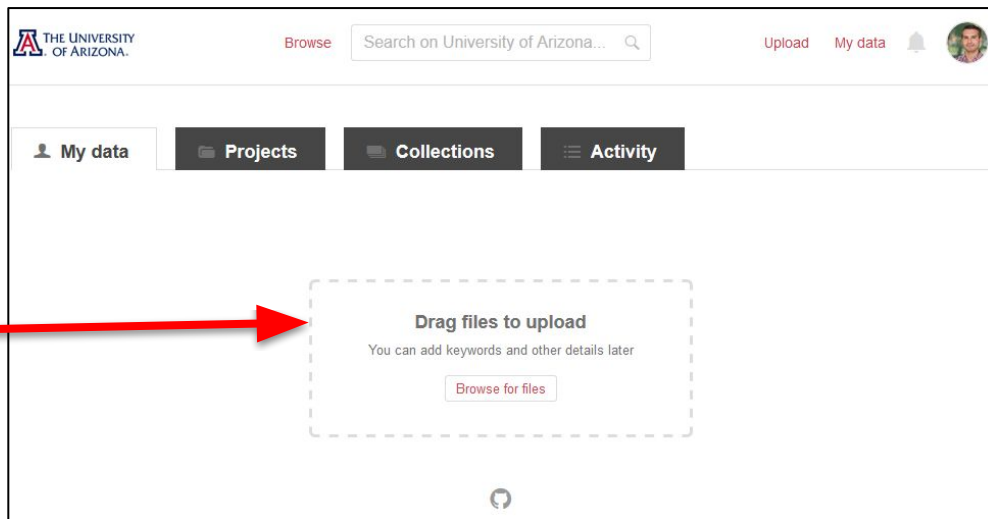 THE UNIVERSITY
OF ARIZONA.
Browse
Search on University of Arizona...
Upload
My data
My data
Projects
Collections
Activity
Drag files to upload
You can add keywords and other details later
Browse for files